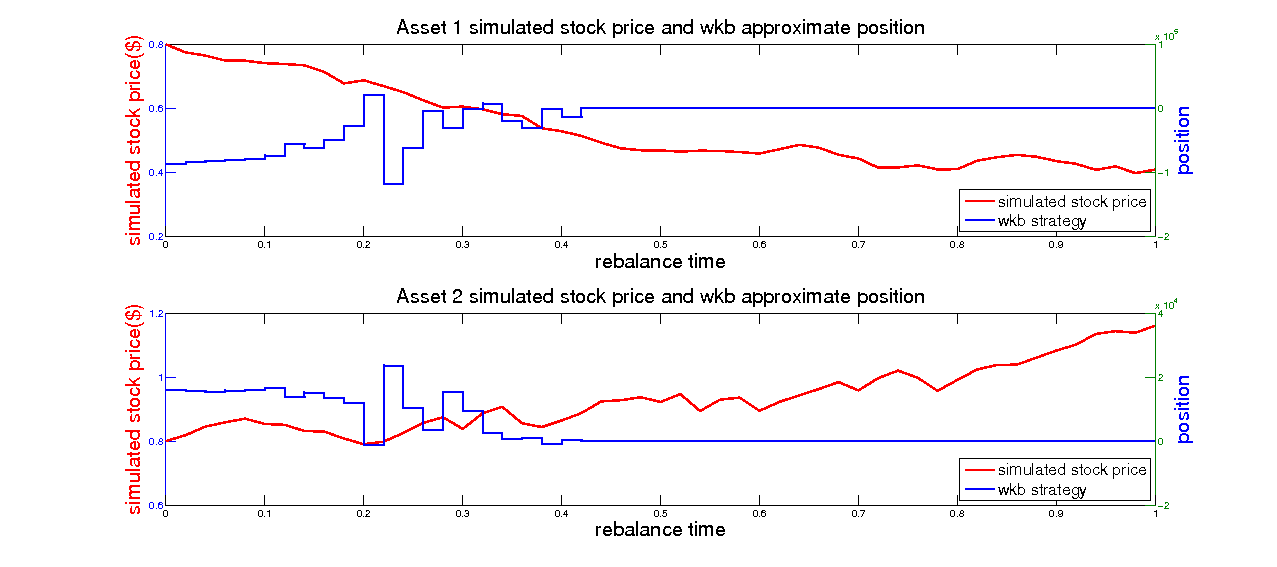 Asset 1 simulated stock price and wkb approximate position
x 10^5
simulated stock price($)
0.8
0.6
0.4
0.2
1
0
-1
-2
position
simulated stock price
wkb strategy
0 0.1 0.2 0.3 0.4 0.5 0.6 0.7 0.8 0.9 1
rebalance time
Asset 2 simulated stock price and wkb approximate position
x 10^4
simulated stock price($)
1.2
1
0.8
0.6
4
2
0
-2
position
simulated stock price
wkb strategy
0 0.1 0.2 0.3 0.4 0.5 0.6 0.7 0.8 0.9 1
rebalance time